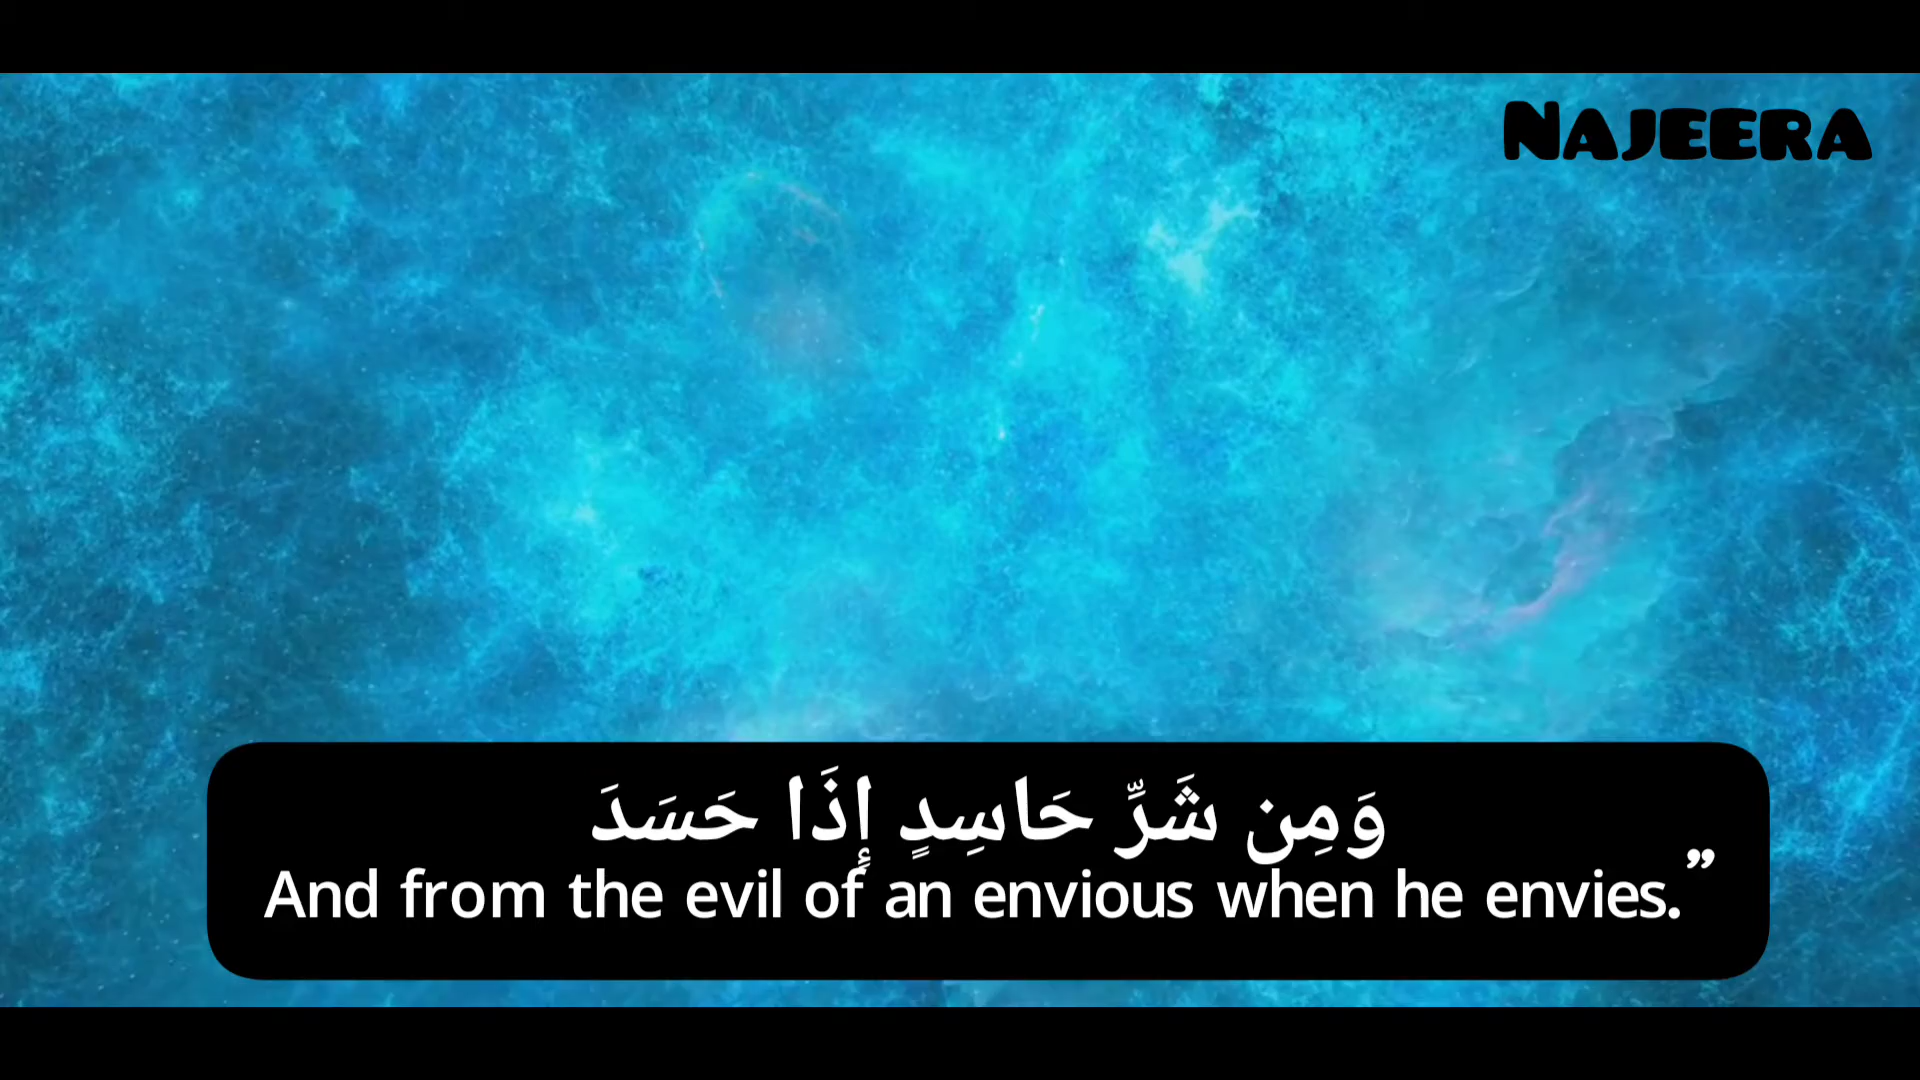 NAJEERA
وَمِن شَرِّ حَاسِدٍ إِذَا حَسَدَ
And from the evil of an envious when he envies.”